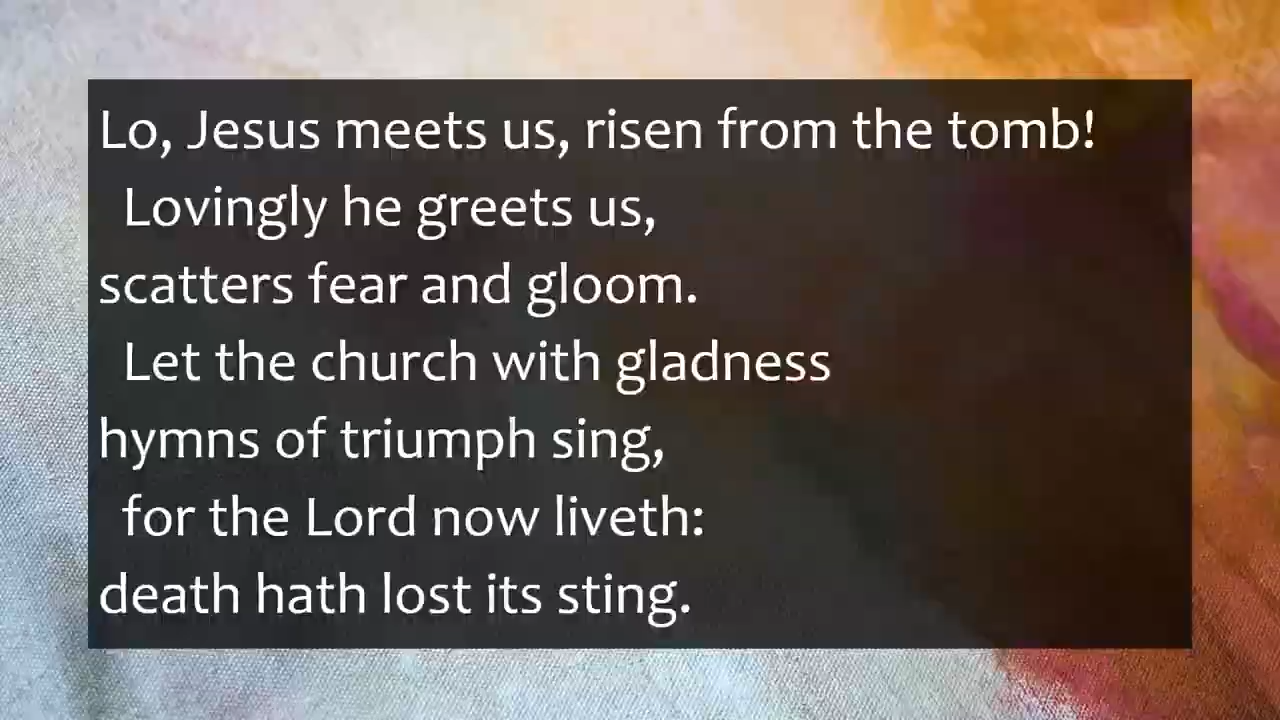 Lo, Jesus meets us, risen from the tomb!
Lovingly he greets us,
scatters fear and gloom.
Let the church with gladness
hymns of triumph sing,
for the Lord now liveth:
death hath lost its sting.